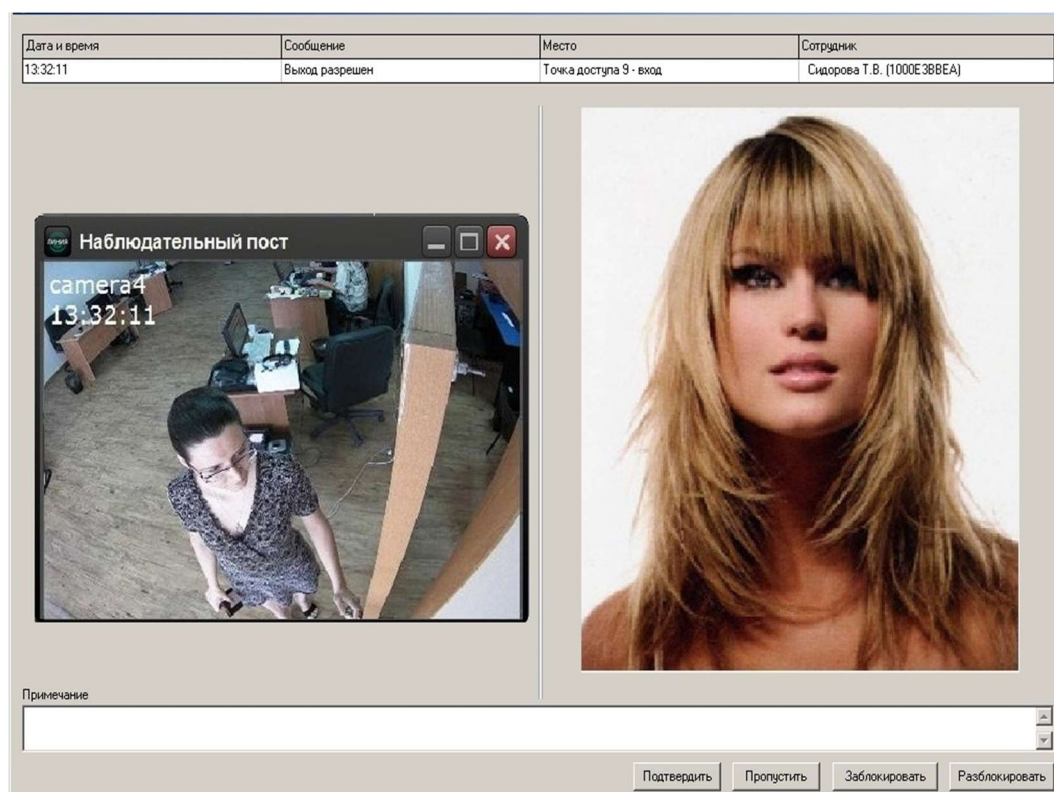 Дата и время Сообщение Место Сотрудник
13:32:11 Выход разрешен Точка доступа 9 - вход Сидорова Т.В. (1000E3BBEA)
ЛИНИЯ Наблюдательный пост
camera4
13:32:11
Примечание
Подтвердить Пропустить Заблокировать Разблокировать